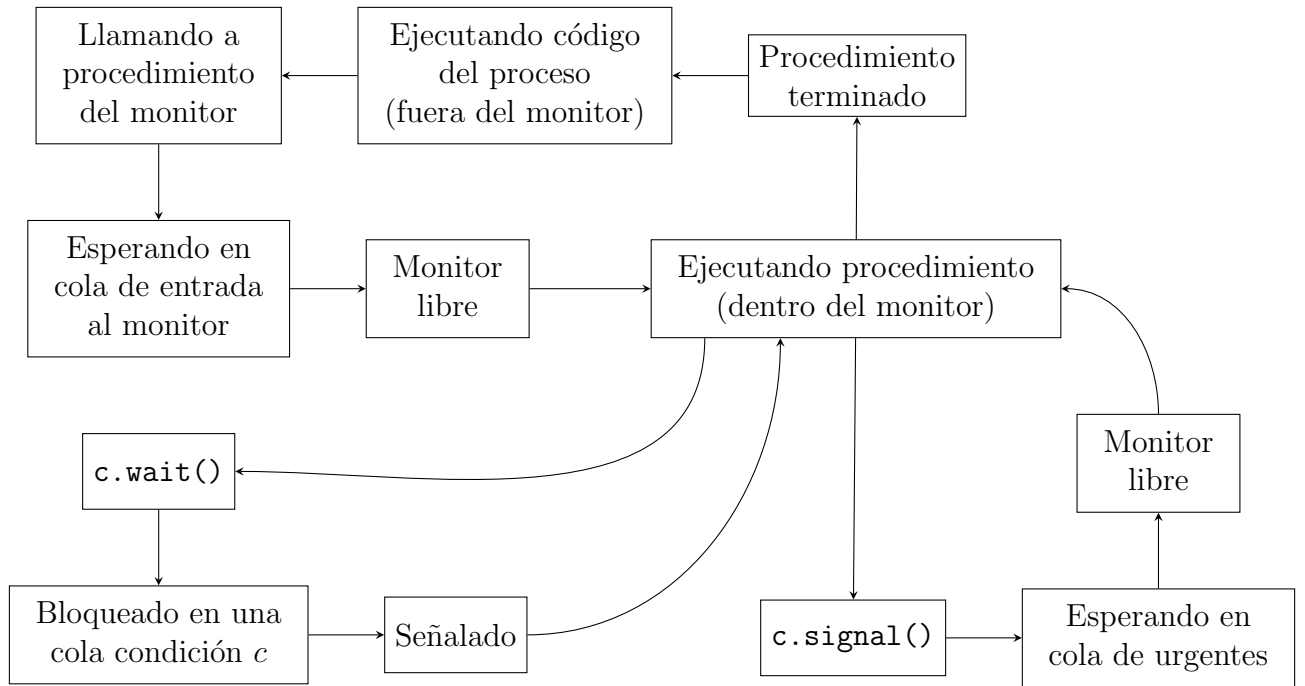 Llamando a
procedimiento
del monitor
Ejecutando código
del proceso
(fuera del monitor)
Procedimiento
terminado
Esperando en
cola de entrada
al monitor
Monitor
libre
Ejecutando procedimiento
(dentro del monitor)
c.wait()
Monitor
libre
Bloqueado en una
cola condición c
Señalado
c.signal()
Esperando en
cola de urgentes